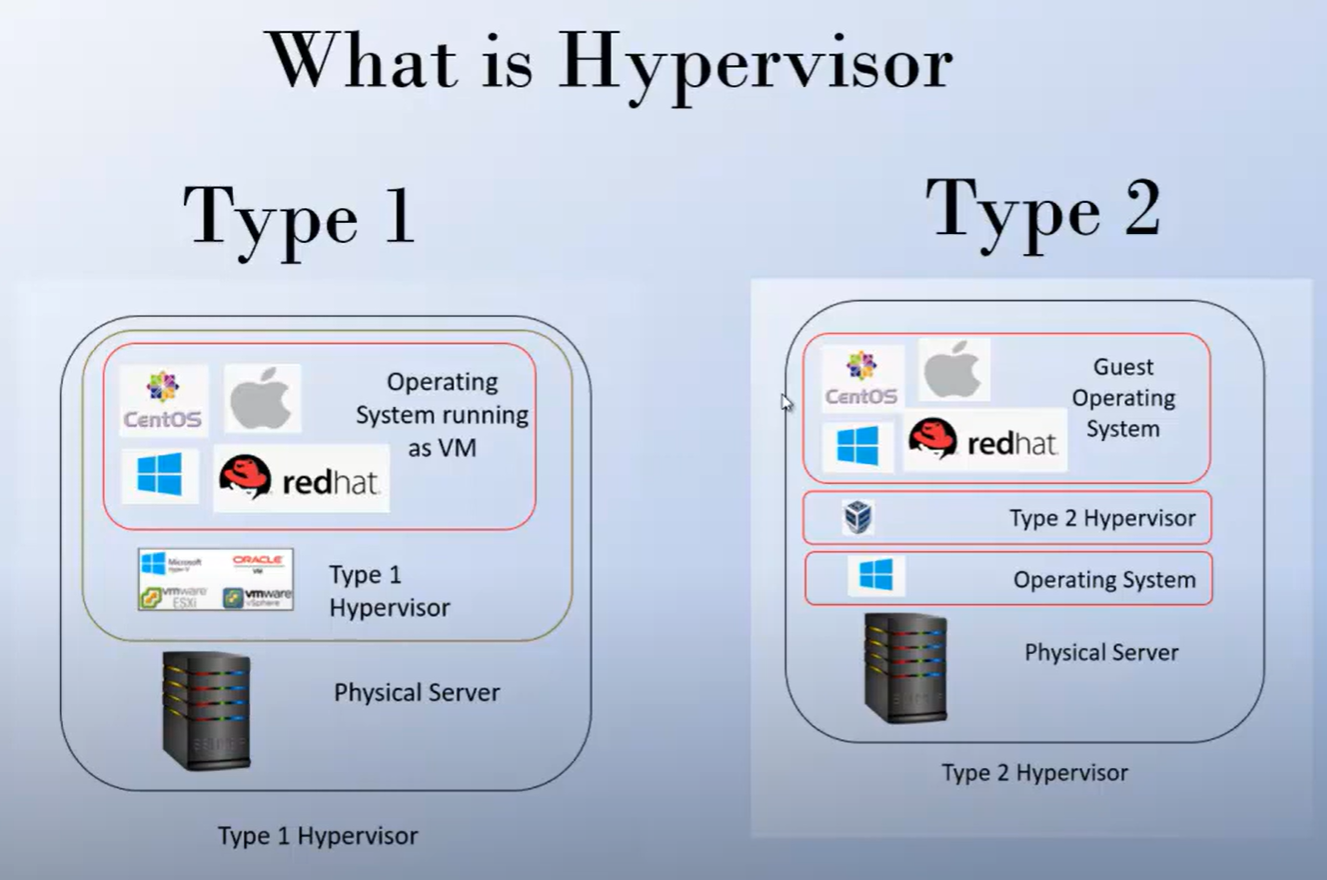 What is Hypervisor
Type 1
CentOS
redhat.
Operating
System running
as VM
Microsoft
Hyper-V
ORACLE
VM
vmware
ESXi
vmware
vSphere
Type 1
Hypervisor
Physical Server
Type 1 Hypervisor
Type 2
CentOS
redhat.
Guest
Operating
System
Type 2 Hypervisor
Operating System
Physical Server
Type 2 Hypervisor